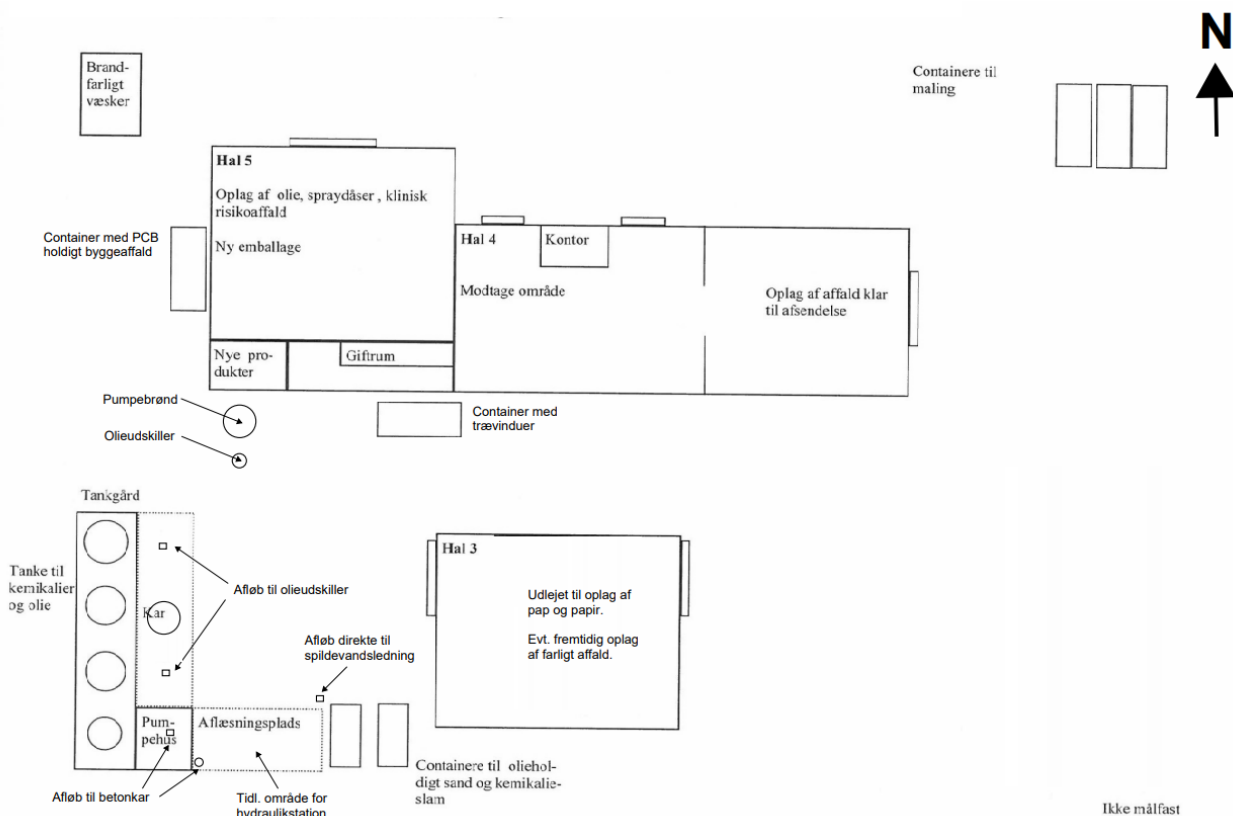 N
Brand-
farligt
væsker
Containere til
maling
Hal 5
Oplag af olie, spraydåser , klinisk
risikoaffald
Ny emballage
Container med PCB
holdigt byggeaffald
Hal 4
Kontor
Modtage område
Oplag af affald klar
til afsendelse
Nye pro-
dukter
Giftrum
Pumpebrønd
Container med
trævinduer
Olieudskiller
Tankgård
Hal 3
Tanke til
kemikalier
og olie
Afløb til olieudskiller
Udlejet til oplag af
pap og papir.
Kar
Evt. fremtidig oplag
af farligt affald.
Afløb direkte til
spildevandsledning
Pum-
pehus
Aflæsningsplads
Containere til oliehol-
digt sand og kemikalie-
slam
Afløb til betonkar
Tidl. område for
hydraulikstation
Ikke målfast